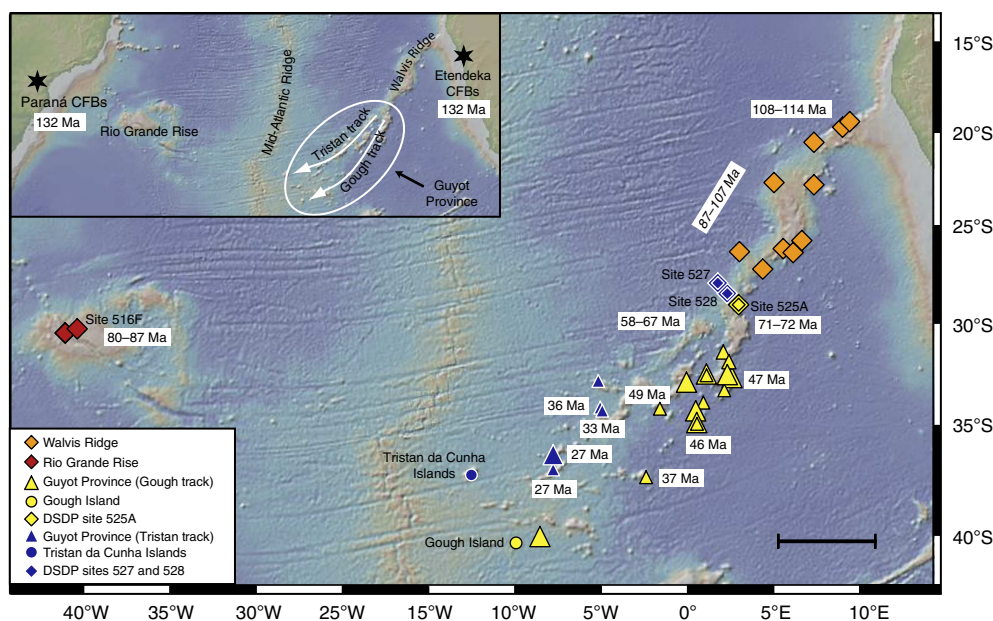 Paraná CFBs
132 Ma
Rio Grande Rise
Mid-Atlantic Ridge
Walvis Ridge
Etendeka
CFBs
132 Ma
Tristan track
Gough track
Guyot
Province
108–114 Ma
87–107 Ma
Site 527
Site 528
Site 525A
58–67 Ma
71–72 Ma
Site 516F
80–87 Ma
49 Ma
47 Ma
36 Ma
33 Ma
46 Ma
27 Ma
27 Ma
37 Ma
Tristan da Cunha
Islands
Gough Island
Walvis Ridge
Rio Grande Rise
Guyot Province (Gough track)
Gough Island
DSDP site 525A
Guyot Province (Tristan track)
Tristan da Cunha Islands
DSDP sites 527 and 528
15°S
20°S
25°S
30°S
35°S
40°S
40°W
35°W
30°W
25°W
20°W
15°W
10°W
5°W
0°
5°E
10°E